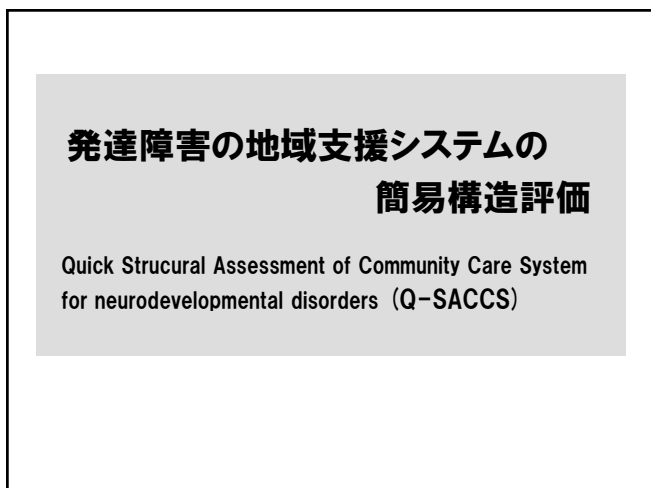 発達障害の地域支援システムの
簡易構造評価
Quick Strucural Assessment of Community Care System
for neurodevelopmental disorders (Q-SACCS)